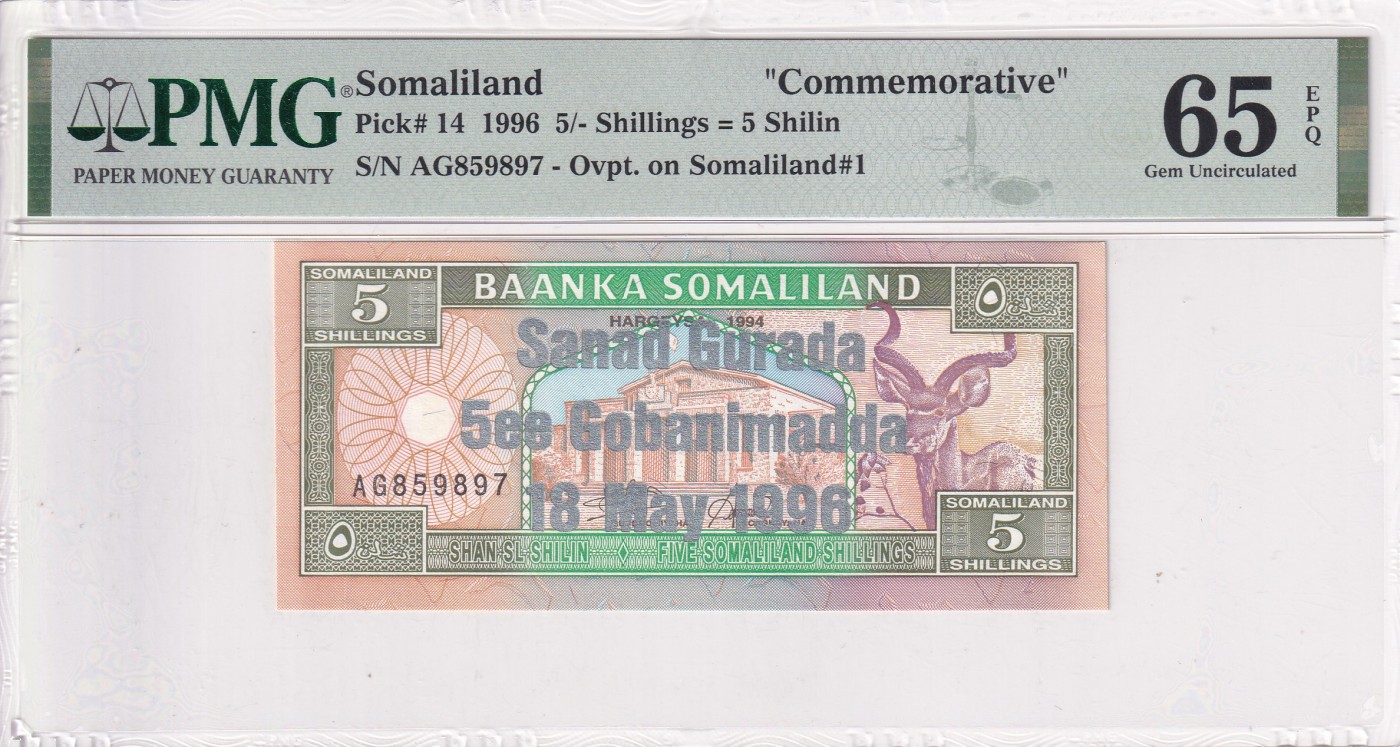 PMG®
PAPER MONEY GUARANTY
Somaliland "Commemorative"
Pick# 14 1996 5/- Shillings = 5 Shilin
S/N AG859897 - Ovpt. on Somaliland#1
65
EPQ
Gem Uncirculated
SOMALILAND
5
SHILLINGS
BAANKA SOMALILAND
٥
HARGEYSA 1994
Sanad Gurada
5ee Gobanimadda
18 May 1996
AG859897
٥
SHAN SL SHILIN ◊ FIVE SOMALILAND SHILLINGS
SOMALILAND
5
SHILLINGS